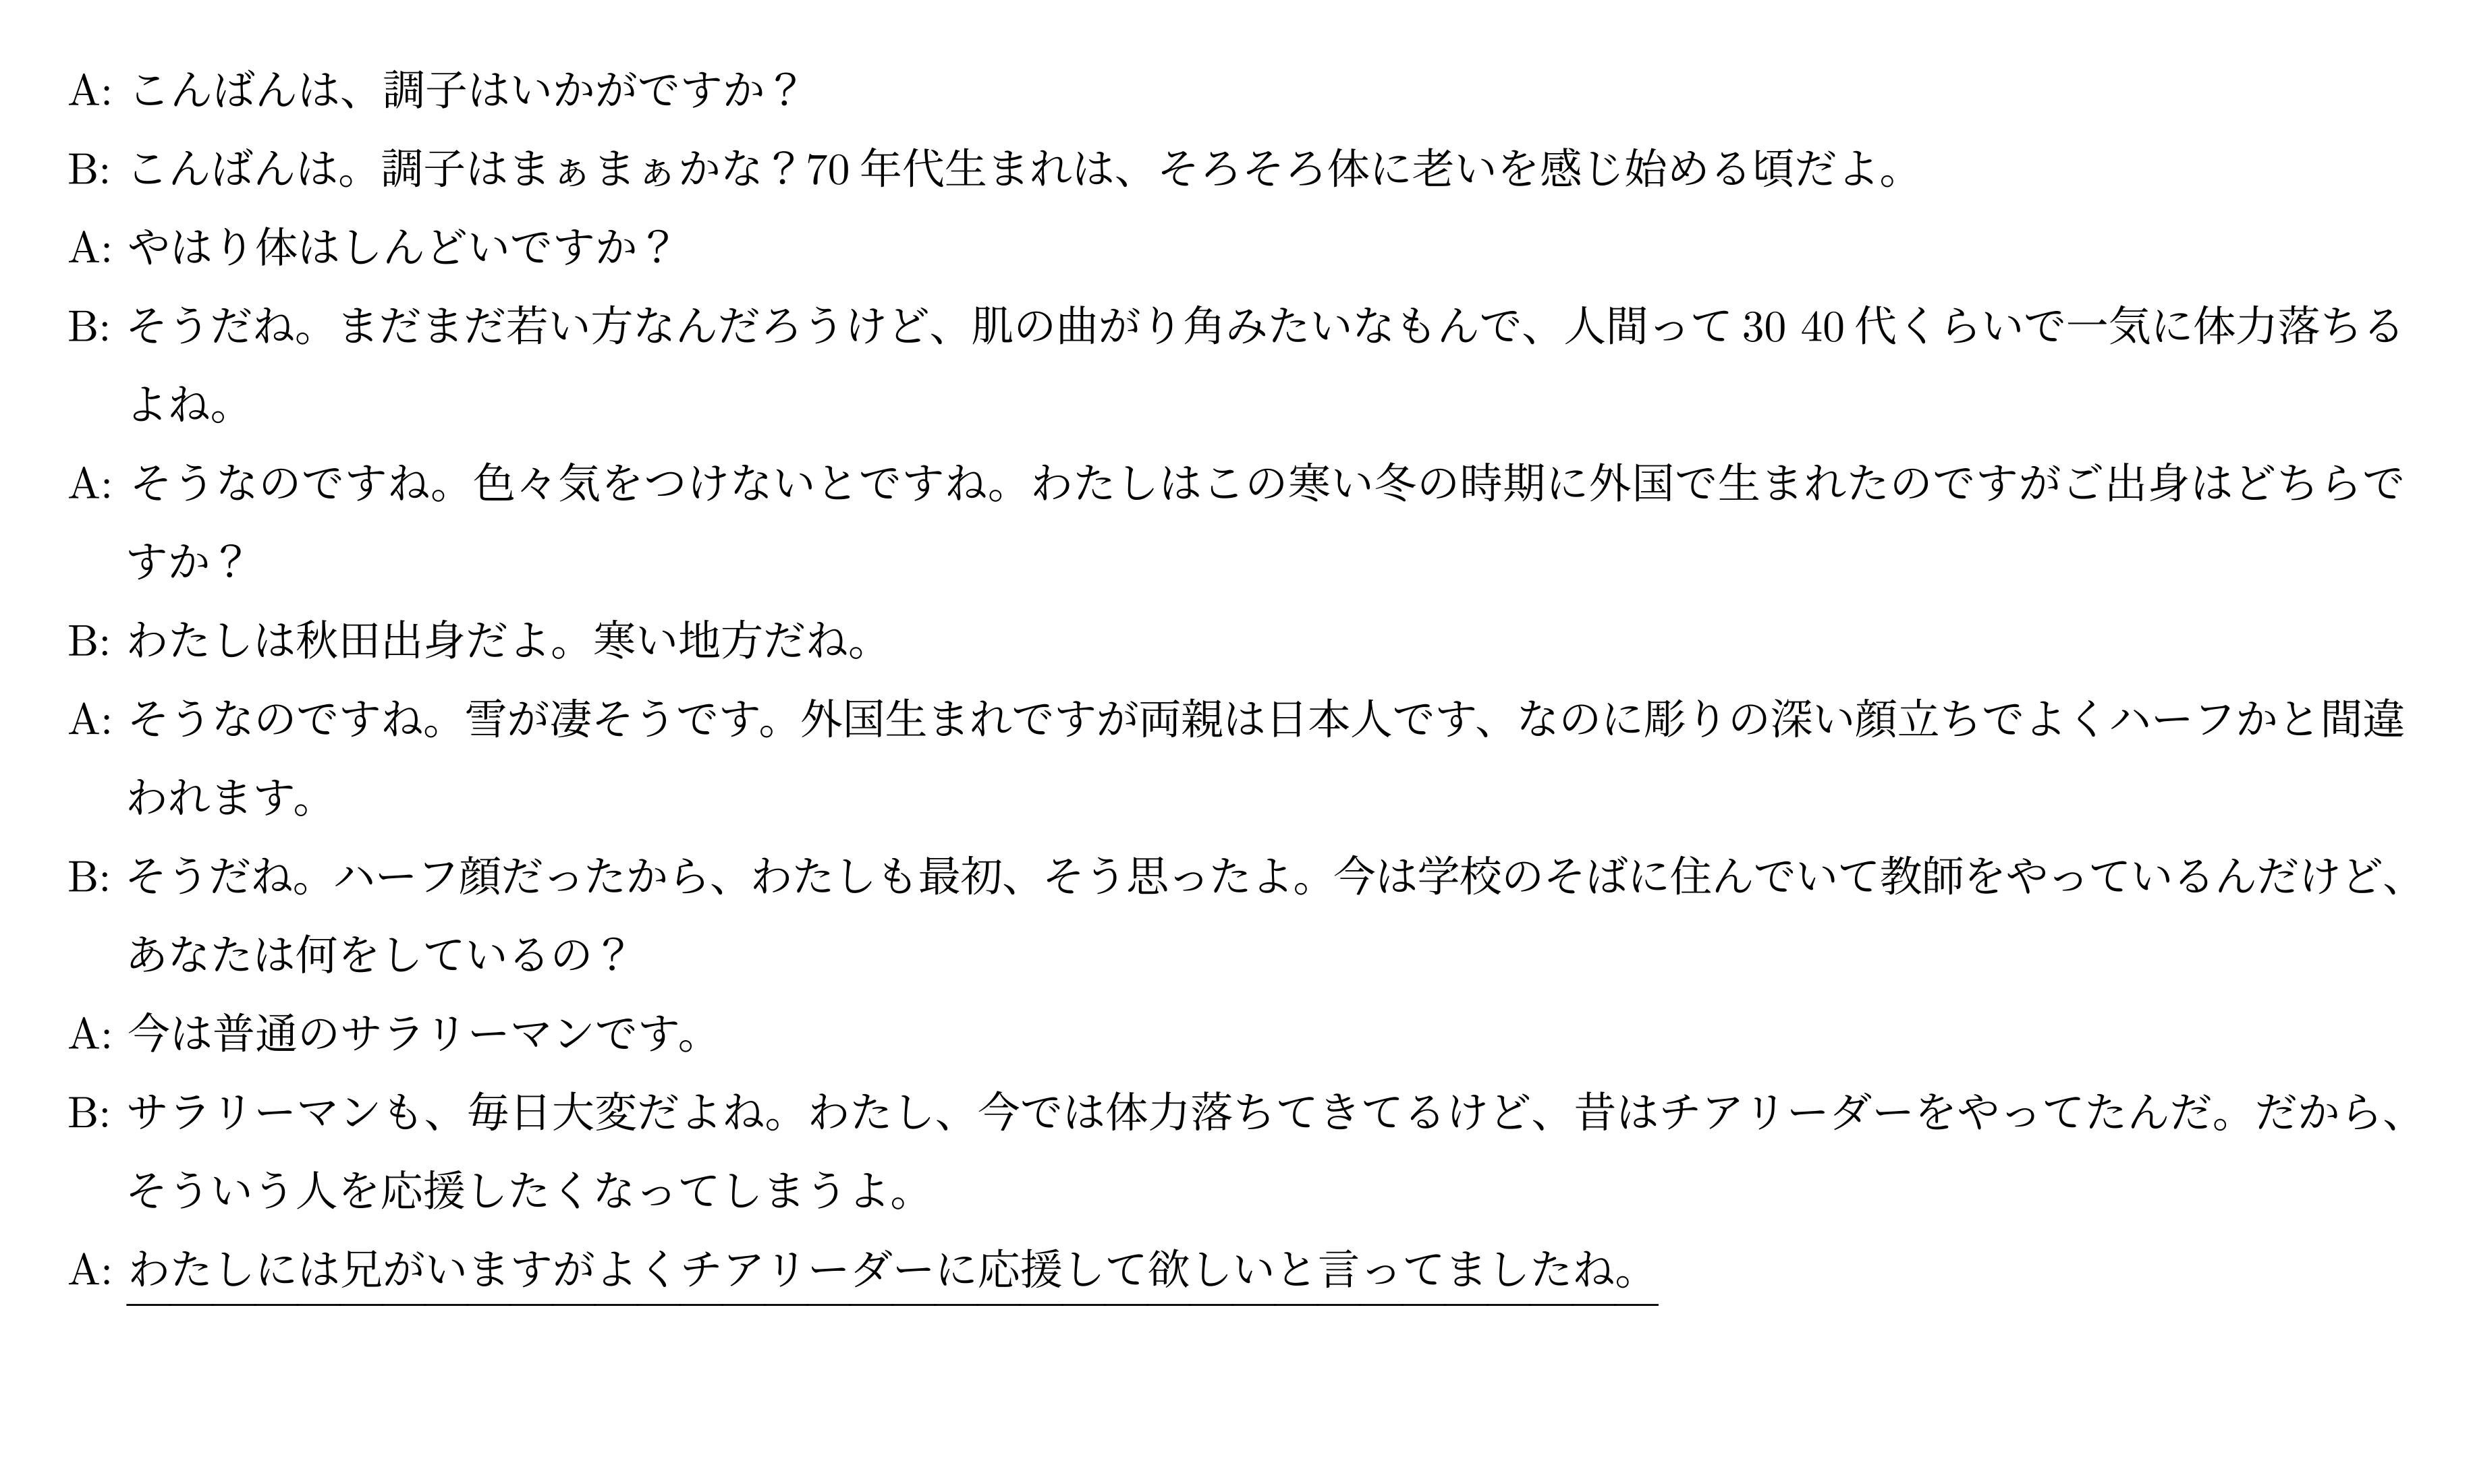 A: こんばんは、調子はいかがですか？
B: こんばんは。調子はまぁまぁかな？70 年代生まれは、そろそろ体に老いを感じ始める頃だよ。
A: やはり体はしんどいですか？
B: そうだね。まだまだ若い方なんだろうけど、肌の曲がり角みたいなもんで、人間って 30 40 代くらいで一気に体力落ちる
よね。
A: そうなのですね。色々気をつけないとですね。わたしはこの寒い冬の時期に外国で生まれたのですがご出身はどちらで
すか？
B: わたしは秋田出身だよ。寒い地方だね。
A: そうなのですね。雪が凄そうです。外国生まれですが両親は日本人です、なのに彫りの深い顔立ちでよくハーフかと間違
われます。
B: そうだね。ハーフ顔だったから、わたしも最初、そう思ったよ。今は学校のそばに住んでいて教師をやっているんだけど、
あなたは何をしているの？
A: 今は普通のサラリーマンです。
B: サラリーマンも、毎日大変だよね。わたし、今では体力落ちてきてるけど、昔はチアリーダーをやってたんだ。だから、
そういう人を応援したくなってしまうよ。
A: わたしには兄がいますがよくチアリーダーに応援して欲しいと言ってましたね。